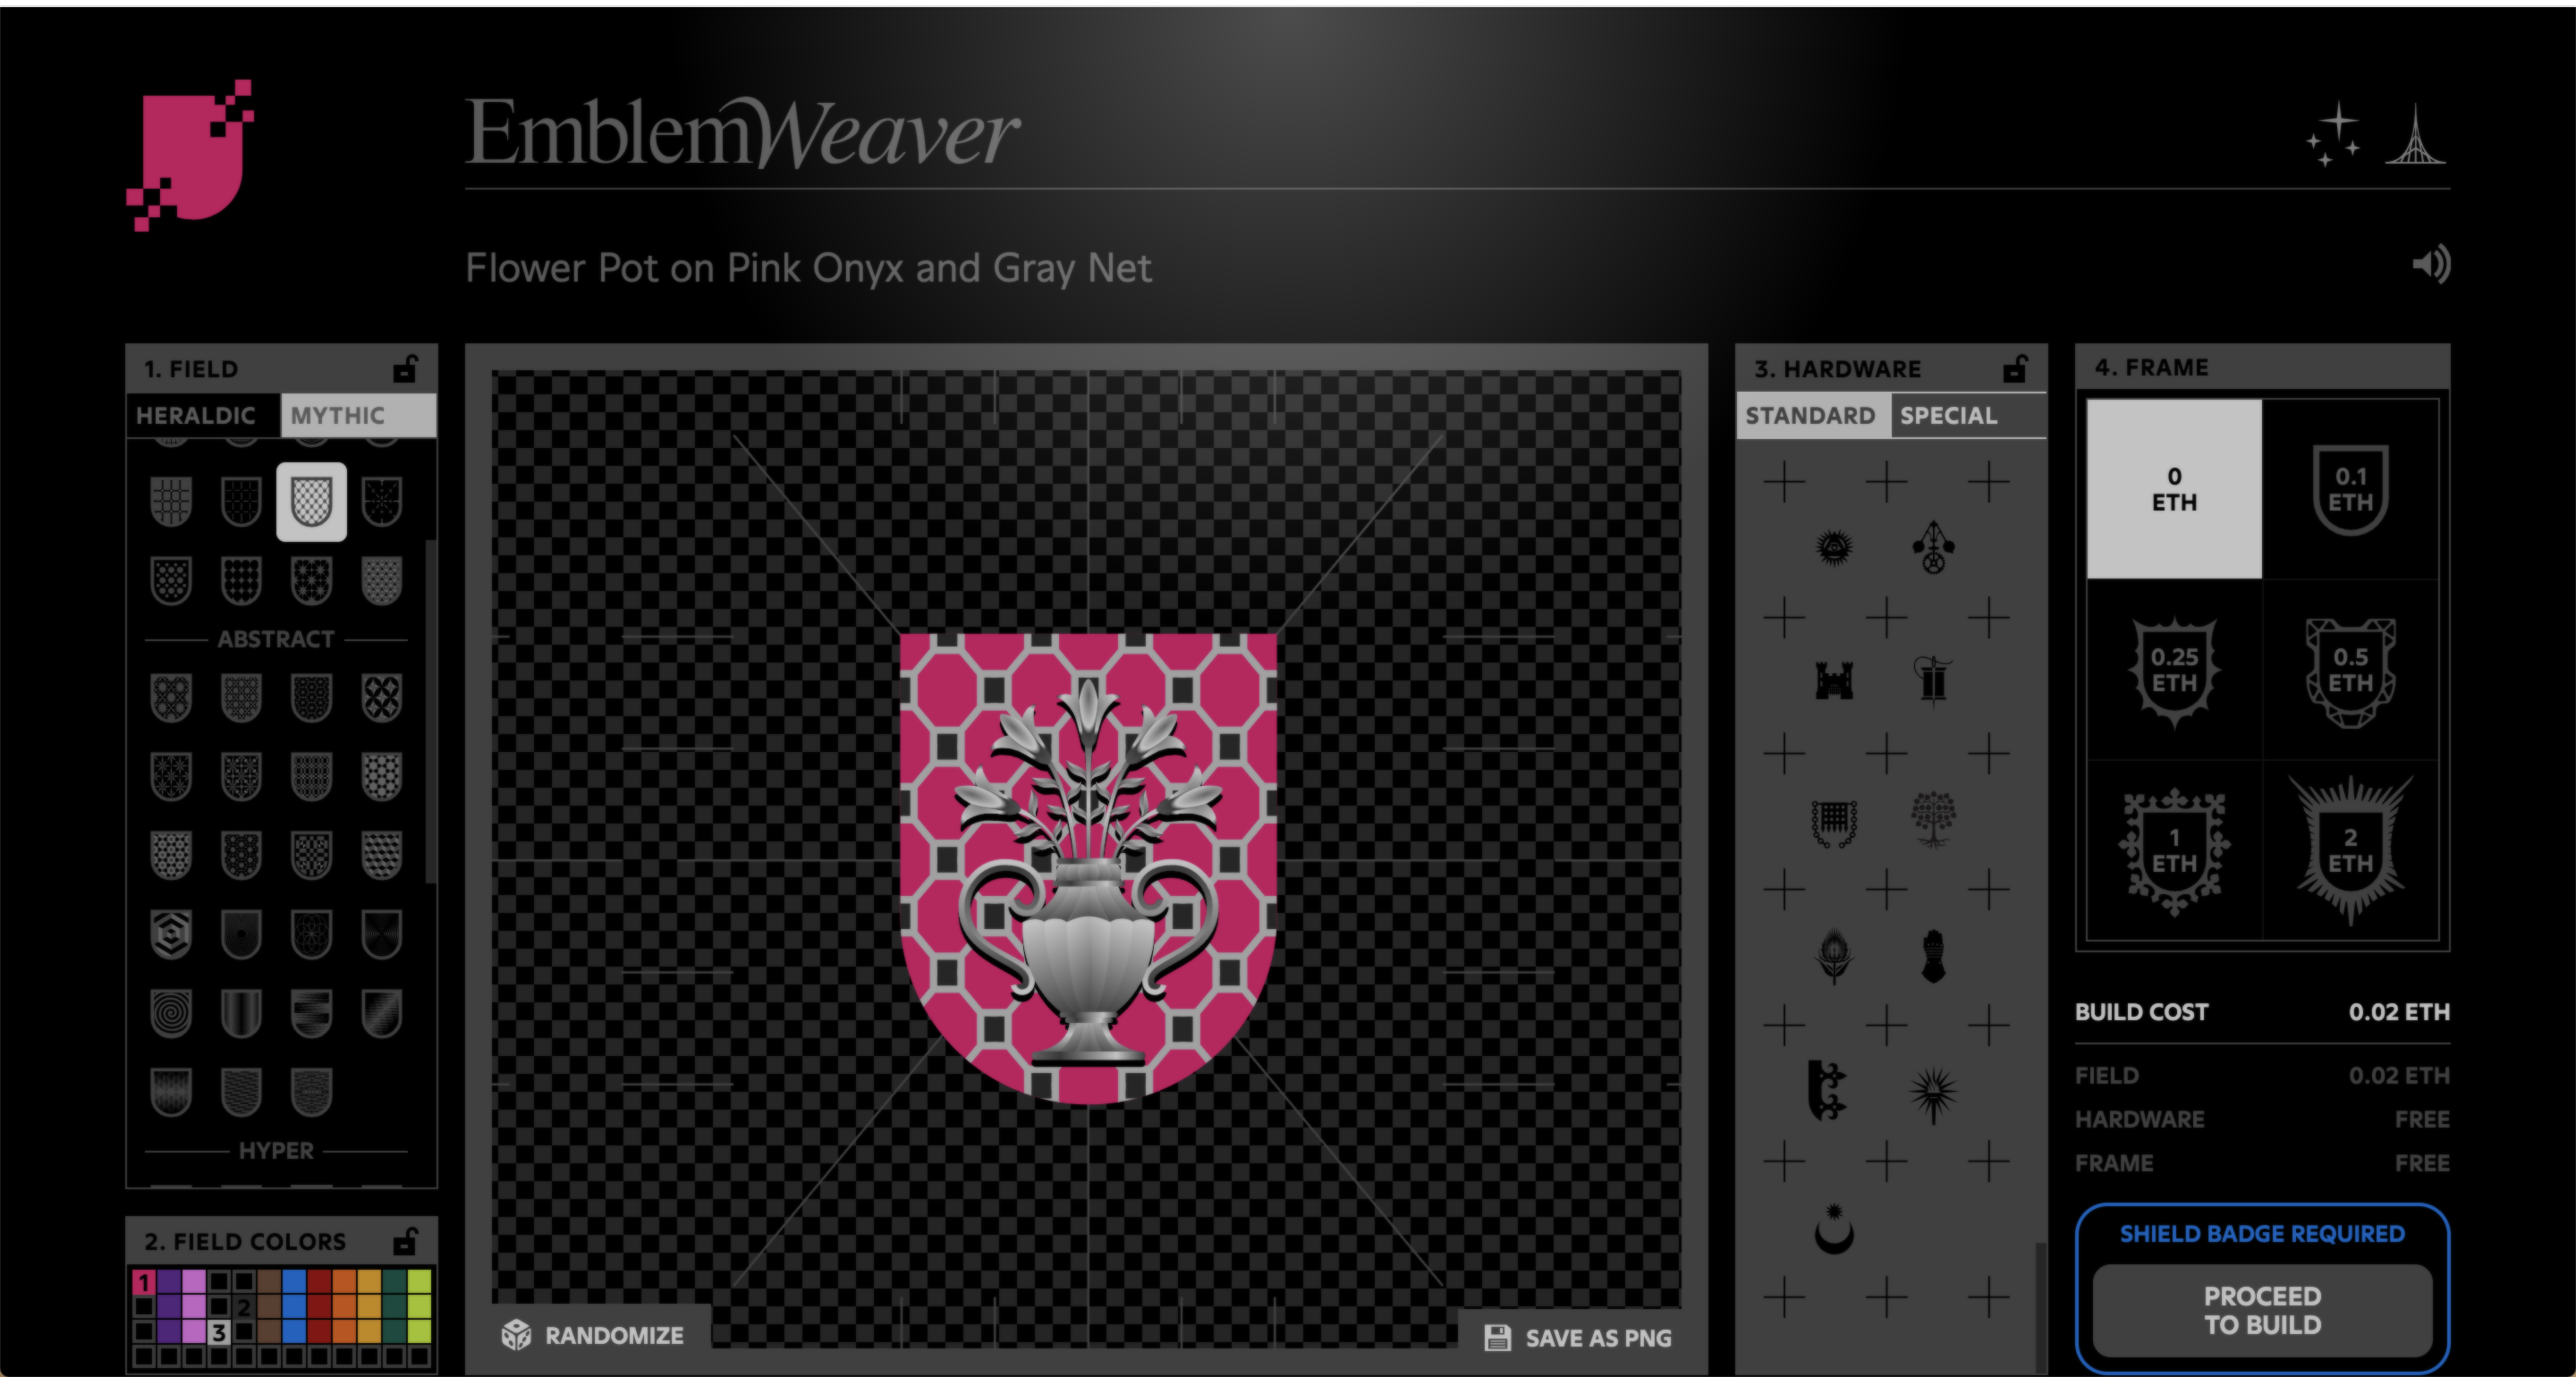 EmblemWeaver
Flower Pot on Pink Onyx and Gray Net
1. FIELD
HERALDIC
MYTHIC
ABSTRACT
HYPER
2. FIELD COLORS
1
2
3
RANDOMIZE
SAVE AS PNG
3. HARDWARE
STANDARD
SPECIAL
4. FRAME
0
ETH
0.1
ETH
0.25
ETH
0.5
ETH
1
ETH
2
ETH
BUILD COST 0.02 ETH
FIELD 0.02 ETH
HARDWARE FREE
FRAME FREE
SHIELD BADGE REQUIRED
PROCEED
TO BUILD